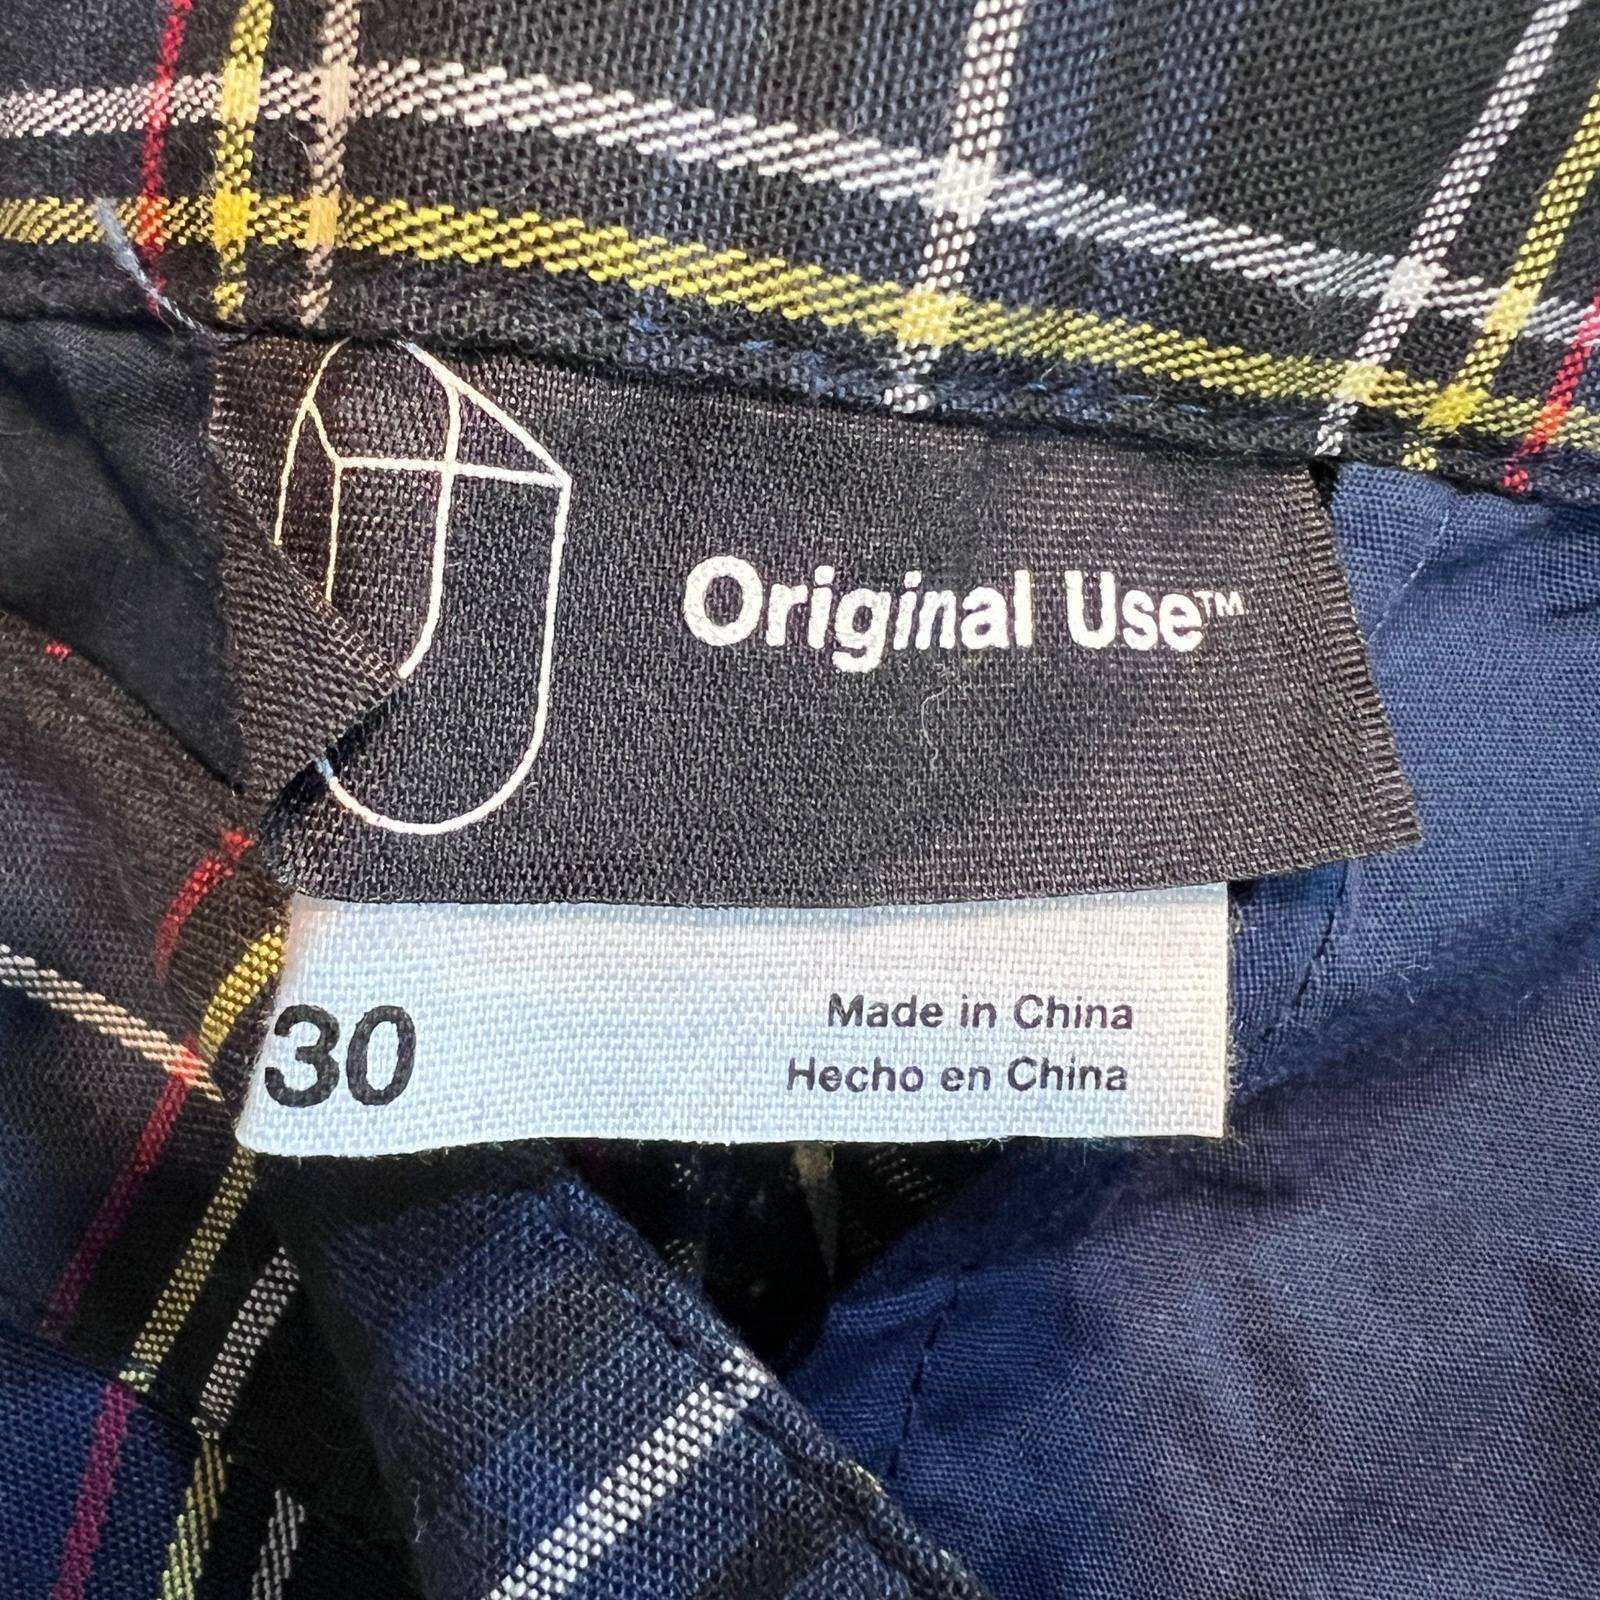 Original Use™
30
Made in China
Hecho en China